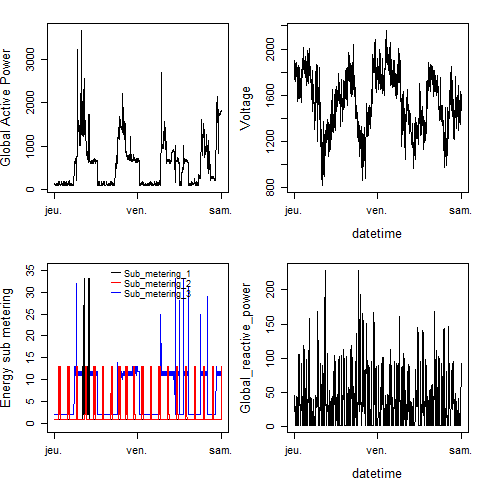 Global Active Power
0
1000
2000
3000
jeu.
ven.
sam.
Voltage
800
1200
1600
2000
jeu.
ven.
sam.
datetime
Energy sub metering
0
5
10
15
20
25
30
35
Sub_metering_1
Sub_metering_2
Sub_metering_3
jeu.
ven.
sam.
Global_reactive_power
0
50
100
150
200
jeu.
ven.
sam.
datetime